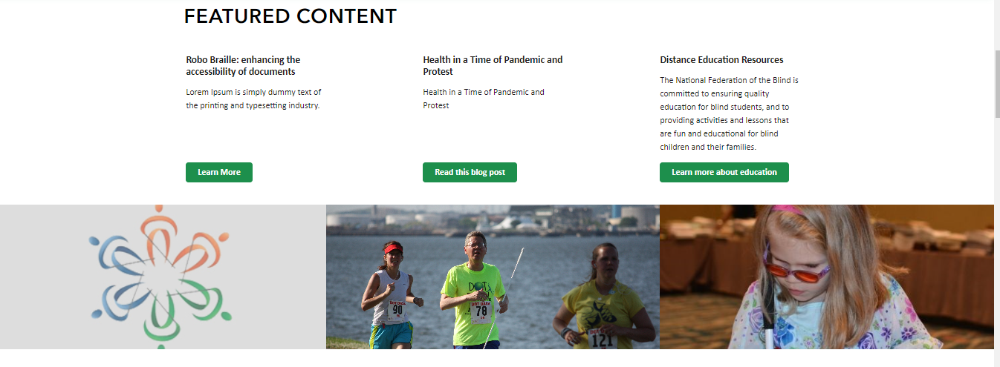 FEATURED CONTENT
Robo Braille: enhancing the
accessibility of documents
Lorem Ipsum is simply dummy text of
the printing and typesetting industry.
Learn More
Health in a Time of Pandemic and
Protest
Health in a Time of Pandemic and
Protest
Read this blog post
Distance Education Resources
The National Federation of the Blind is
committed to ensuring quality
education for blind students, and to
providing activities and lessons that
are fun and educational for blind
children and their families.
Learn more about education
DOT DASH
90
DOT
DOT DASH
78
121